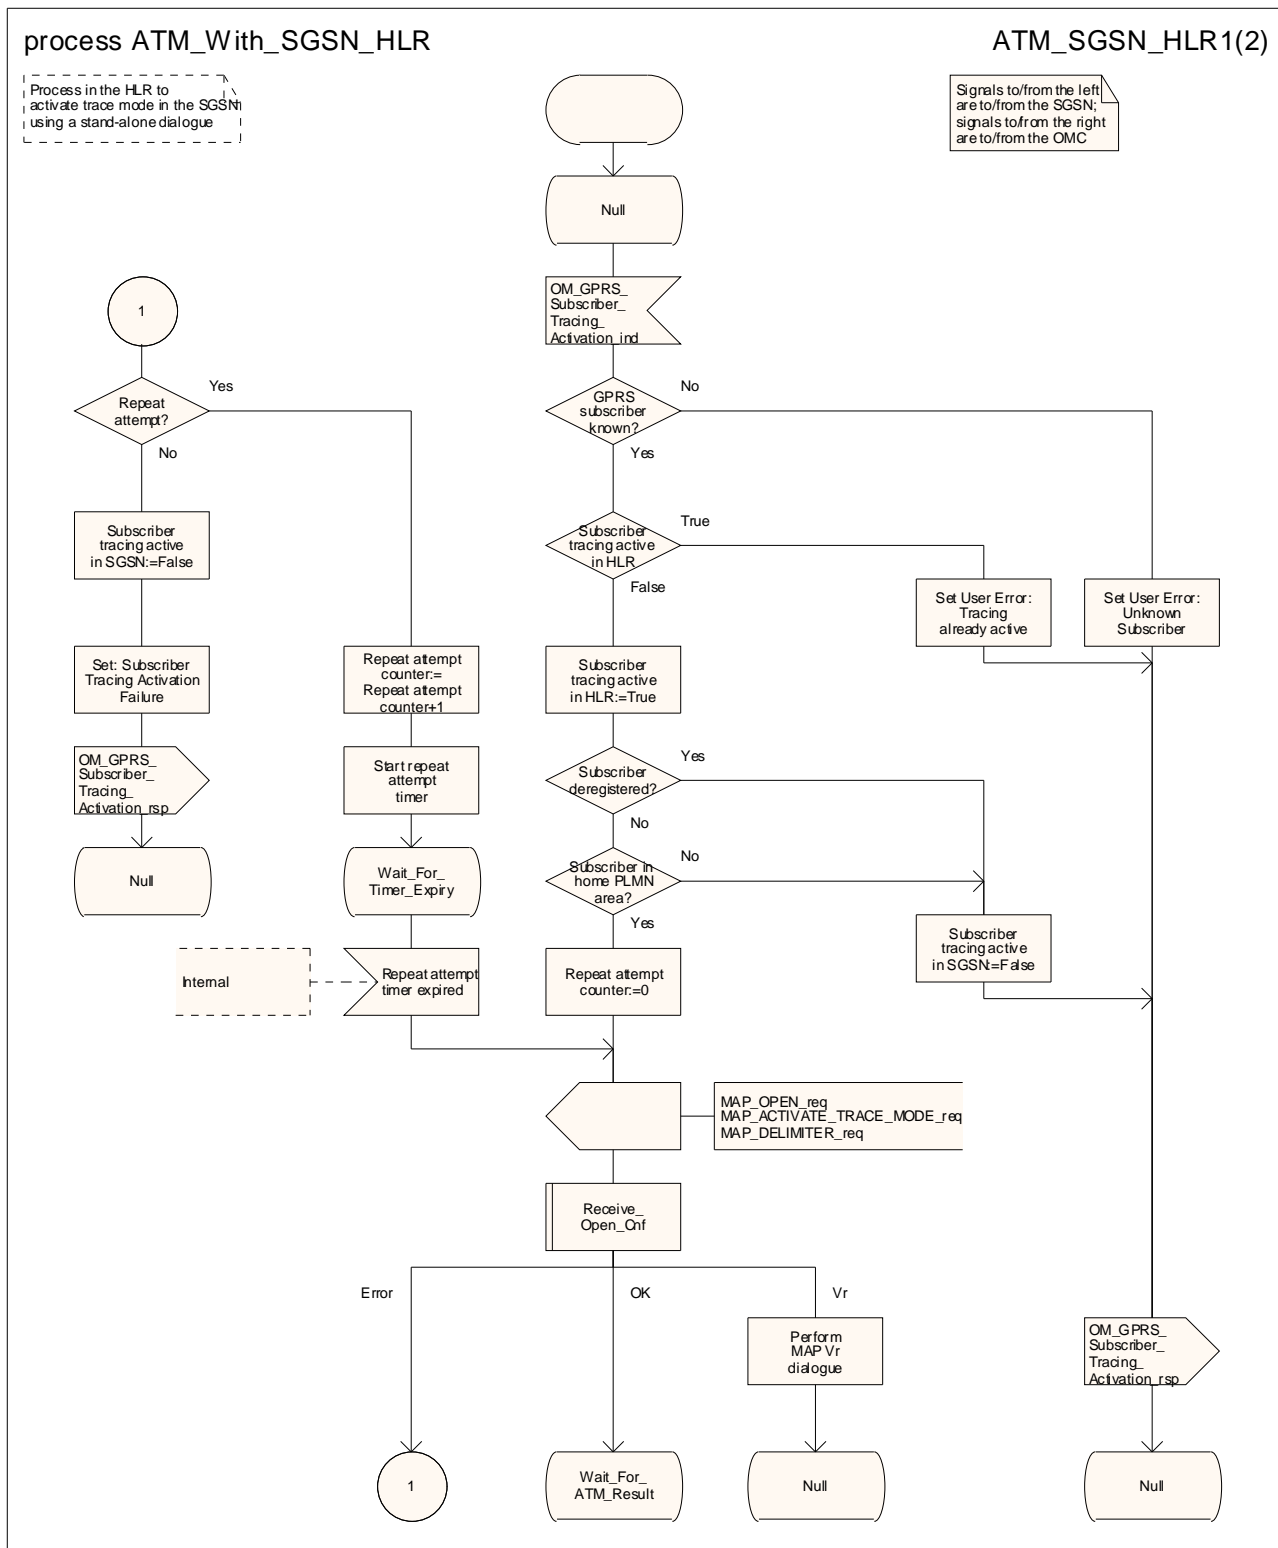 process ATM_With_SGSN_HLR
ATM_SGSN_HLR1(2)
Process in the HLR to
activate trace mode in the SGSN
using a stand-alone dialogue
Signals to/from the left
are to/from the SGSN;
signals to/from the right
are to/from the OMC
Null
OM_GPRS_
Subscriber_
Tracing_
Activation_ind
1
Yes
No
Repeat
attempt?
GPRS
subscriber
known?
No
Yes
Subscriber
tracing active
in SGSN:=False
True
Subscriber
tracing active
in HLR
False
Set User Error:
Tracing
already active
Set User Error:
Unknown
Subscriber
Set: Subscriber
Tracing Activation
Failure
Repeat attempt
counter:=
Repeat attempt
counter+1
Subscriber
tracing active
in HLR:=True
OM_GPRS_
Subscriber_
Tracing_
Activation_rsp
Start repeat
attempt
timer
Yes
Subscriber
deregistered?
No
Null
Wait_For_
Timer_Expiry
No
Subscriber in
home PLMN
area?
Yes
Subscriber
tracing active
in SGSN:=False
Internal
Repeat attempt
timer expired
Repeat attempt
counter:=0
MAP_OPEN_req
MAP_ACTIVATE_TRACE_MODE_req
MAP_DELIMITER_req
Receive_
Open_Cnf
Error
OK
Vr
Perform
MAP Vr
dialogue
OM_GPRS_
Subscriber_
Tracing_
Activation_rsp
1
Wait_For_
ATM_Result
Null
Null